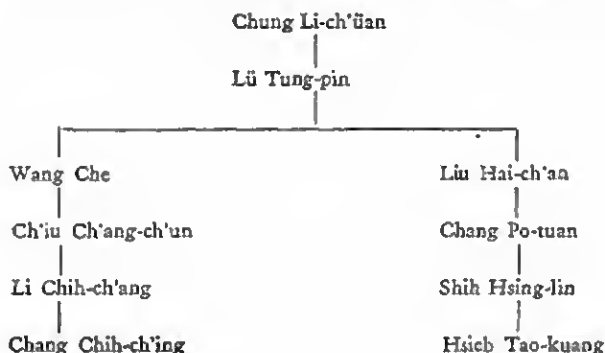 Chung Li-ch'üan
Lü Tung-pin
Wang Che
Liu Hai-ch'an
Ch'iu Ch'ang-ch'un
Chang Po-tuan
Li Chih-ch'ang
Shih Hsing-lin
Chang Chih-ch'ing
Hsieh Tao-kuang